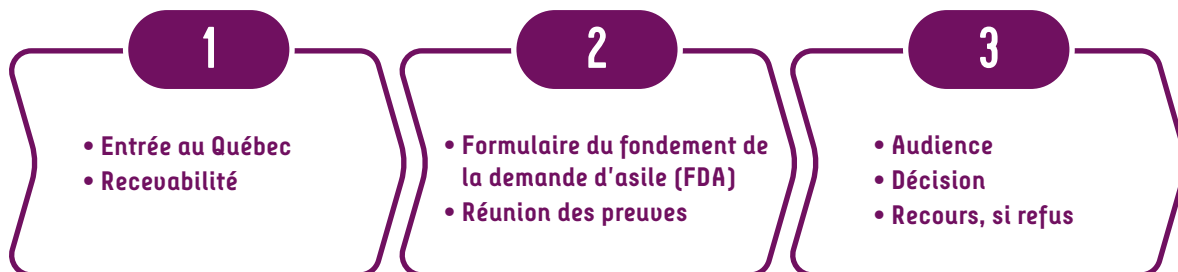 1
• Entrée au Québec
• Recevabilité
2
• Formulaire du fondement de
la demande d'asile (FDA)
• Réunion des preuves
3
• Audience
• Décision
• Recours, si refus